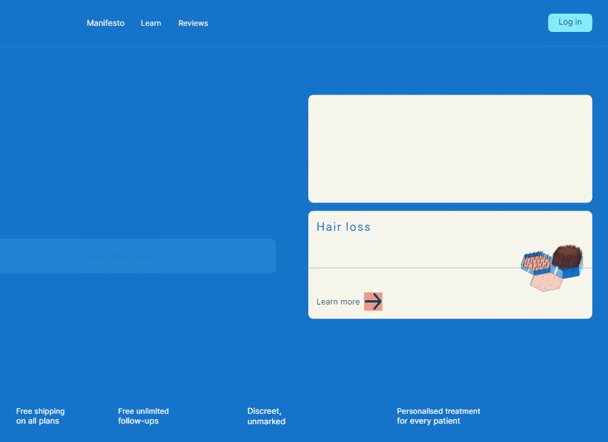 Manifesto
Learn
Reviews
Log in
Hair loss
Learn more
Free shipping
on all plans
Free unlimited
follow-ups
Discreet,
unmarked
Personalised treatment
for every patient